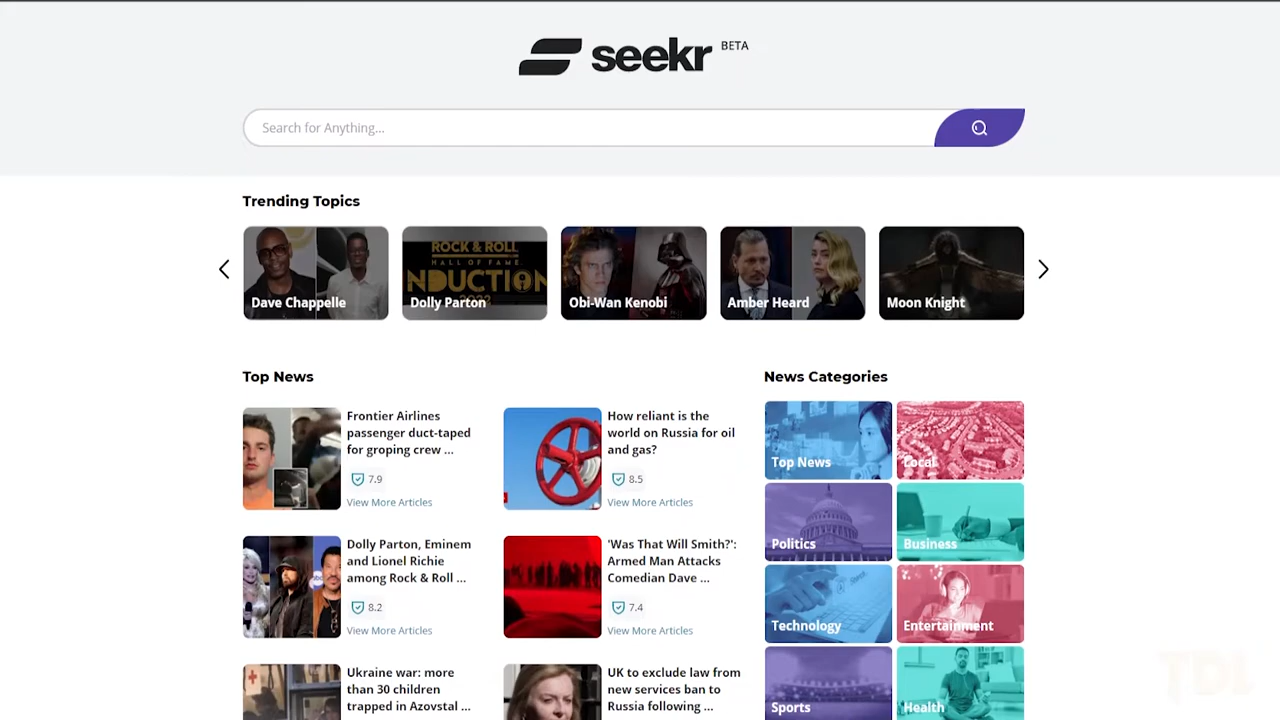 seekr BETA
Search for Anything...
Trending Topics
ROCK & ROLL
HALL OF FAME
Dave Chappelle
Dolly Parton
Obi-Wan Kenobi
Amber Heard
Moon Knight
Top News
News Categories
Frontier Airlines
passenger duct-taped
for groping crew ...
7.9
View More Articles
How reliant is the
world on Russia for oil
and gas?
8.5
View More Articles
Top News
Local
Politics
Business
Dolly Parton, Eminem
and Lionel Richie
among Rock & Roll ...
8.2
View More Articles
'Was That Will Smith?':
Armed Man Attacks
Comedian Dave ...
7.4
View More Articles
Technology
Entertainment
Ukraine war: more
than 30 children
trapped in Azovstal ...
UK to exclude law from
new services ban to
Russia following ...
Sports
Health
TDL